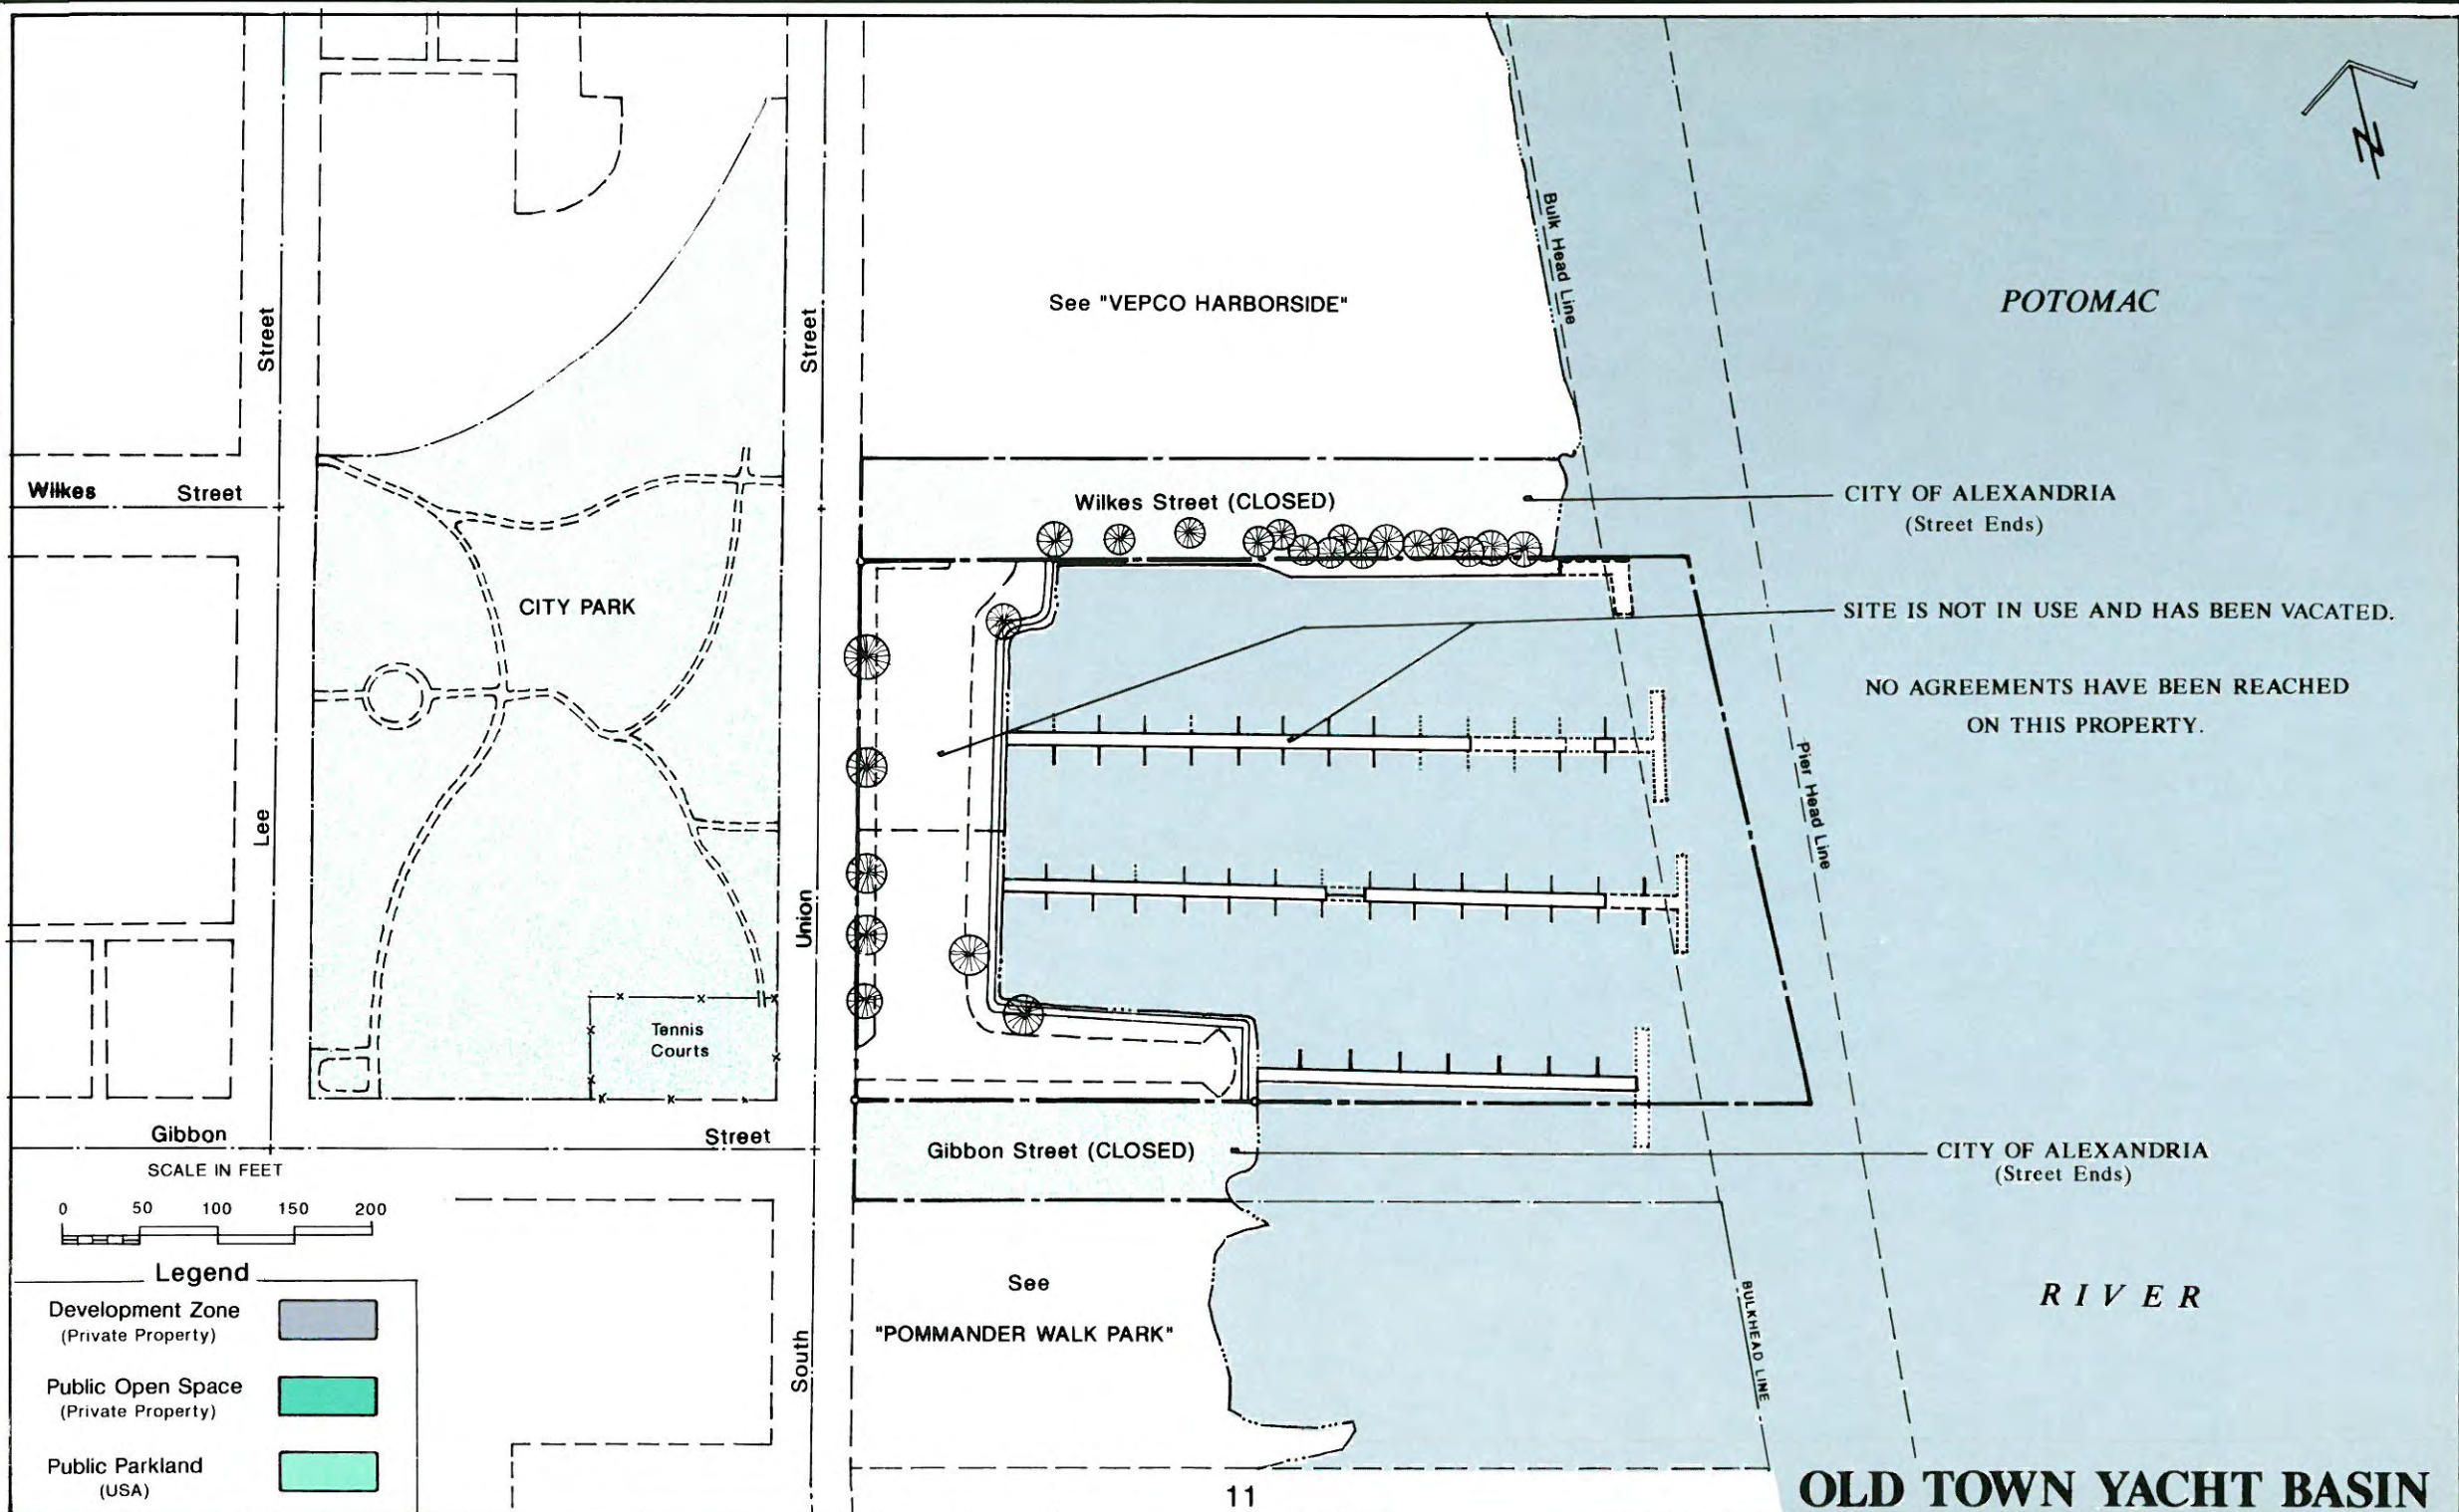 N
Bulk Head Line
POTOMAC
See "VEPCO HARBORSIDE"
Street
Street
Wilkes Street
Wilkes Street (CLOSED)
CITY OF ALEXANDRIA
(Street Ends)
CITY PARK
SITE IS NOT IN USE AND HAS BEEN VACATED.
NO AGREEMENTS HAVE BEEN REACHED
ON THIS PROPERTY.
Pier Head Line
Lee
Union
Tennis
Courts
Gibbon Street
Gibbon Street (CLOSED)
CITY OF ALEXANDRIA
(Street Ends)
SCALE IN FEET
0 50 100 150 200
See
"POMMANDER WALK PARK"
South
BULKHEAD LINE
RIVER
Legend
Development Zone
(Private Property)
Public Open Space
(Private Property)
Public Parkland
(USA)
11
OLD TOWN YACHT BASIN